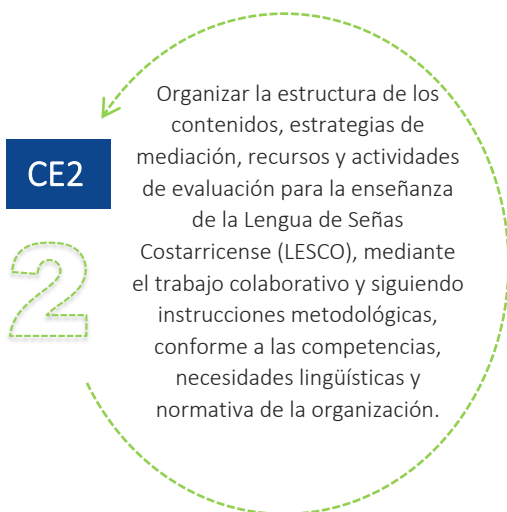 Organizar la estructura de los
contenidos, estrategias de
mediación, recursos y actividades
de evaluación para la enseñanza
de la Lengua de Señas
Costarricense (LESCO), mediante
el trabajo colaborativo y siguiendo
instrucciones metodológicas,
conforme a las competencias,
necesidades lingüísticas y
normativa de la organización.
CE2
2